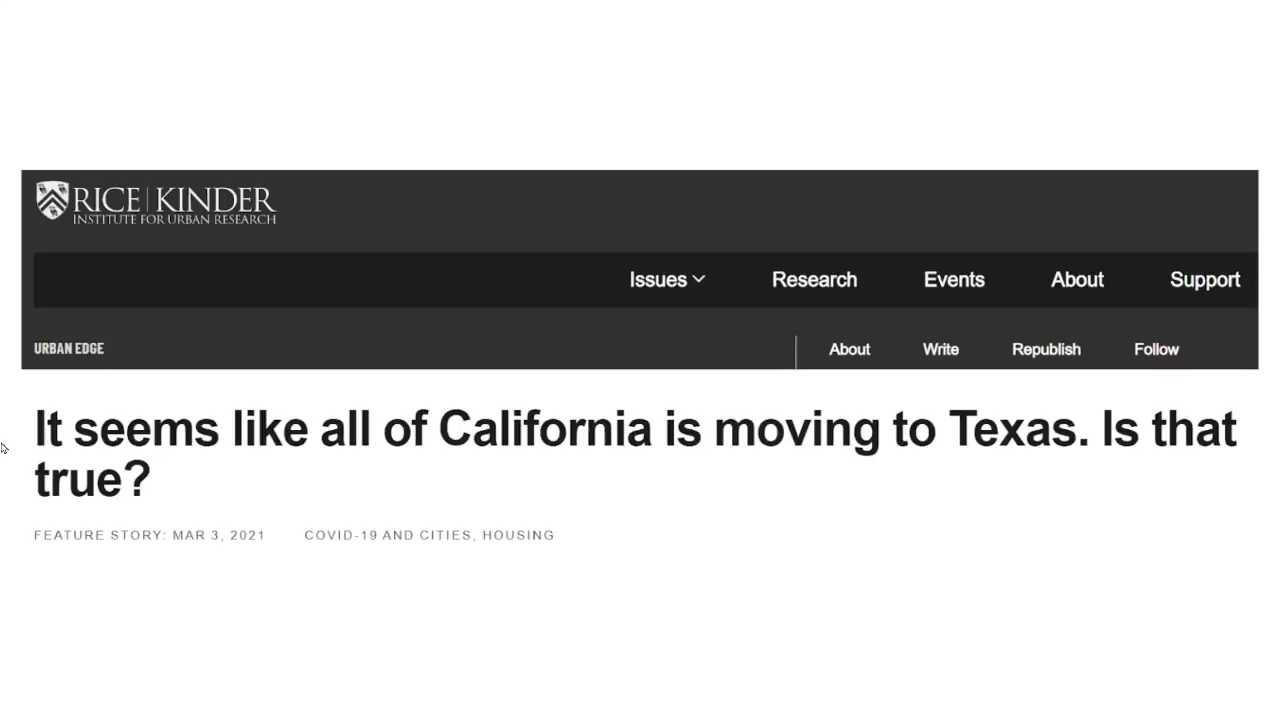 RICE | KINDER
INSTITUTE FOR URBAN RESEARCH
Issues Research Events About Support
URBAN EDGE About Write Republish Follow
It seems like all of California is moving to Texas. Is that
true?
FEATURE STORY: MAR 3, 2021 COVID-19 AND CITIES, HOUSING